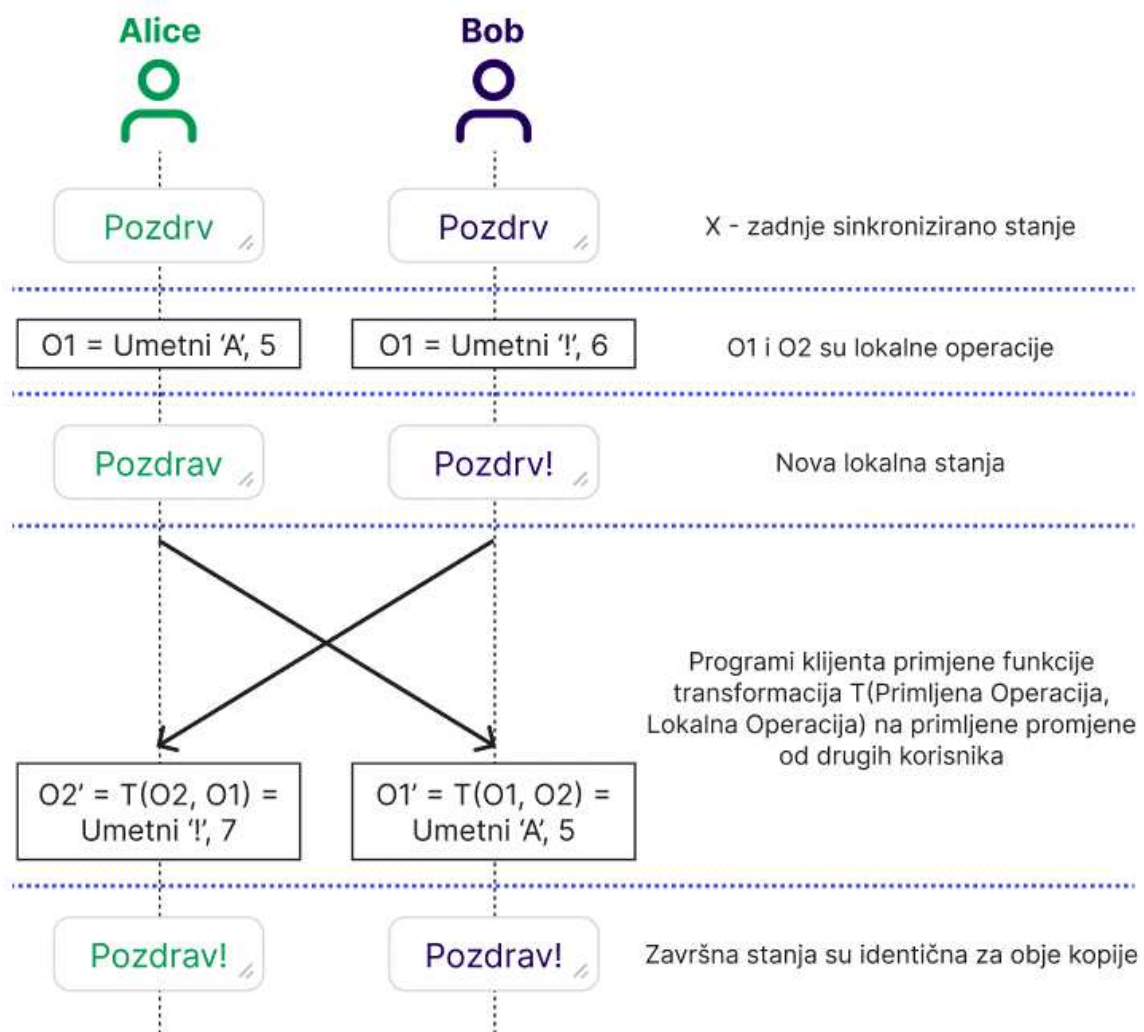 Alice
Bob
Pozdrv
Pozdrv
X - zadnje sinkronizirano stanje
O1 = Umetni ‘A’, 5
O1 = Umetni ‘!’, 6
O1 i O2 su lokalne operacije
Pozdrav
Pozdrv!
Nova lokalna stanja
Programi klijenta primjene funkcije
transformacija T(Primljena Operacija,
Lokalna Operacija) na primljene promjene
od drugih korisnika
O2’ = T(O2, O1) =
Umetni ‘!’, 7
O1’ = T(O1, O2) =
Umetni ‘A’, 5
Pozdrav!
Pozdrav!
Završna stanja su identična za obje kopije